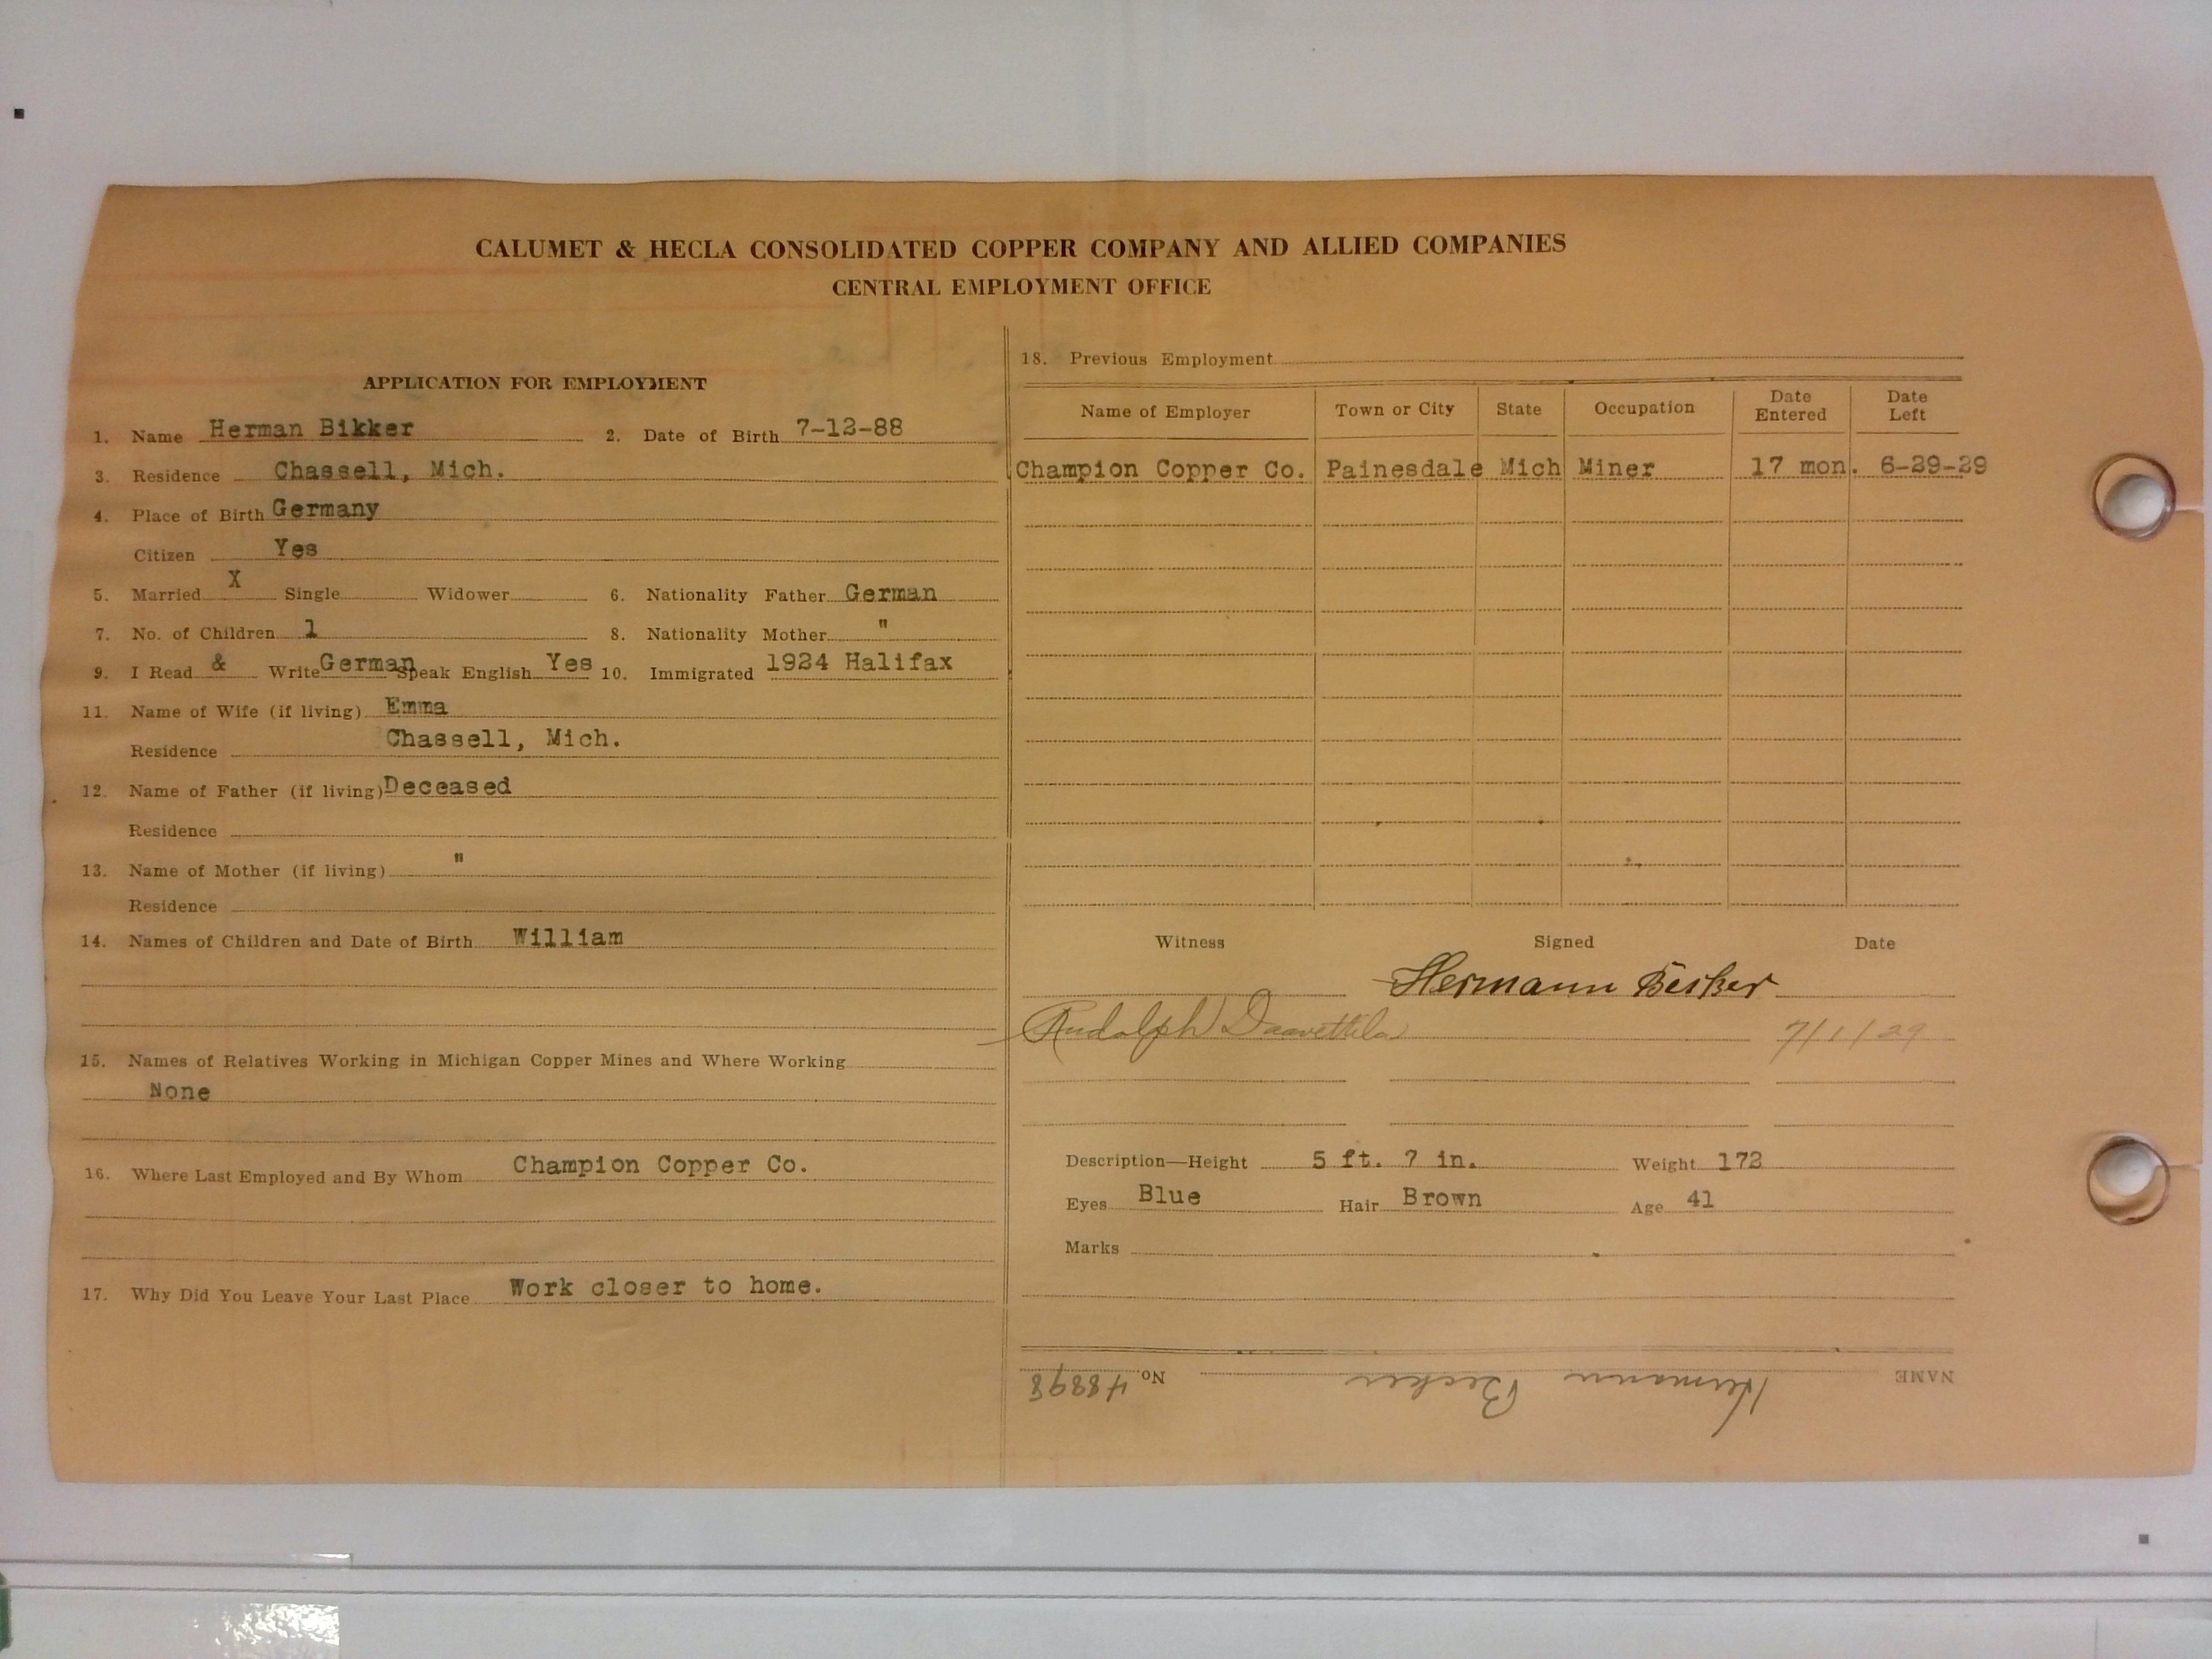 CALUMET & HECLA CONSOLIDATED COPPER COMPANY AND ALLIED COMPANIES
CENTRAL EMPLOYMENT OFFICE
APPLICATION FOR EMPLOYMENT
1. Name Herman Bikker 2. Date of Birth 7-12-88
3. Residence Chassell, Mich.
4. Place of Birth Germany
Citizen Yes
5. Married X Single Widower 6. Nationality Father German
7. No. of Children 1 8. Nationality Mother "
9. I Read & Write German Speak English Yes 10. Immigrated 1924 Halifax
11. Name of Wife (if living) Emma
Residence Chassell, Mich.
12. Name of Father (if living) Deceased
Residence
13. Name of Mother (if living) "
Residence
14. Names of Children and Date of Birth William
15. Names of Relatives Working in Michigan Copper Mines and Where Working
None
16. Where Last Employed and By Whom Champion Copper Co.
17. Why Did You Leave Your Last Place Work closer to home.
18. Previous Employment
Name of Employer Town or City State Occupation Date Entered Date Left
Champion Copper Co. Painesdale Mich Miner 17 mon. 6-29-29
Witness Signed Date
Hermann Becker
Rudolph Daavettila 7/1/29
Description—Height 5 ft. 7 in. Weight 172
Eyes Blue Hair Brown Age 41
Marks
NAME Hermann Becker No. 48898